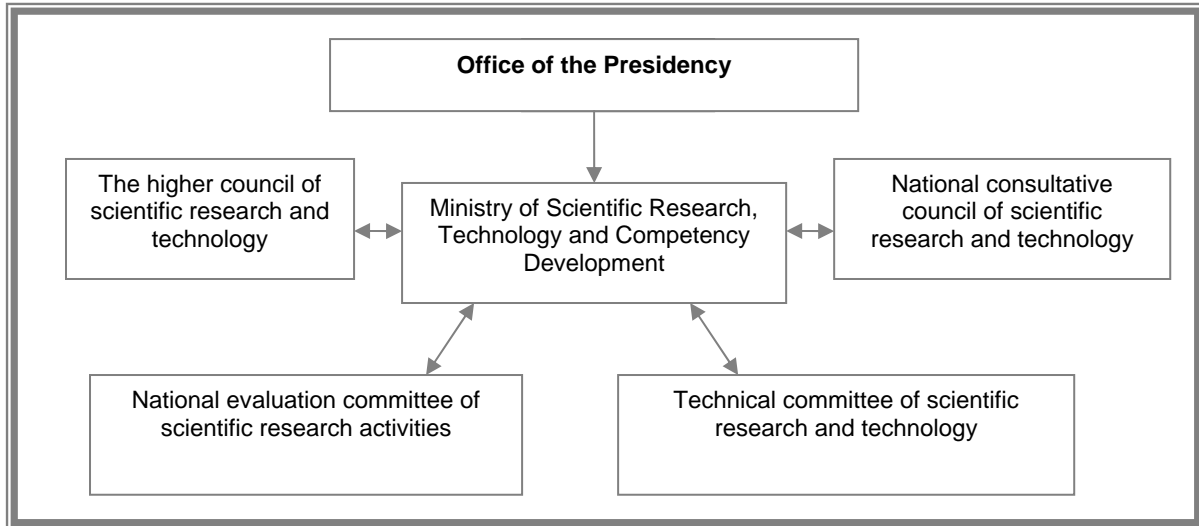 Office of the Presidency
The higher council of
scientific research and
technology
Ministry of Scientific Research,
Technology and Competency
Development
National consultative
council of scientific
research and technology
National evaluation committee of
scientific research activities
Technical committee of scientific
research and technology